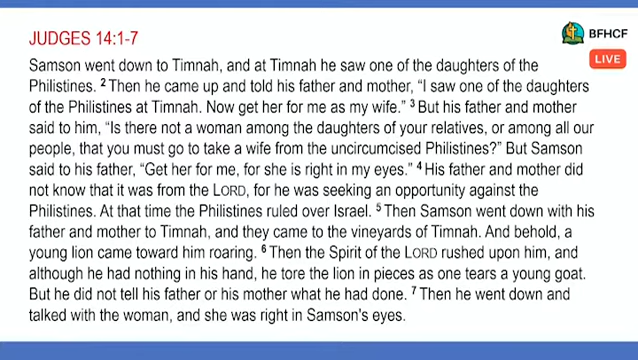 JUDGES 14:1-7
BFHCF
LIVE
Samson went down to Timnah, and at Timnah he saw one of the daughters of the
Philistines. ² Then he came up and told his father and mother, “I saw one of the daughters
of the Philistines at Timnah. Now get her for me as my wife.” ³ But his father and mother
said to him, “Is there not a woman among the daughters of your relatives, or among all our
people, that you must go to take a wife from the uncircumcised Philistines?” But Samson
said to his father, “Get her for me, for she is right in my eyes.” ⁴ His father and mother did
not know that it was from the LORD, for he was seeking an opportunity against the
Philistines. At that time the Philistines ruled over Israel. ⁵ Then Samson went down with his
father and mother to Timnah, and they came to the vineyards of Timnah. And behold, a
young lion came toward him roaring. ⁶ Then the Spirit of the LORD rushed upon him, and
although he had nothing in his hand, he tore the lion in pieces as one tears a young goat.
But he did not tell his father or his mother what he had done. ⁷ Then he went down and
talked with the woman, and she was right in Samson's eyes.